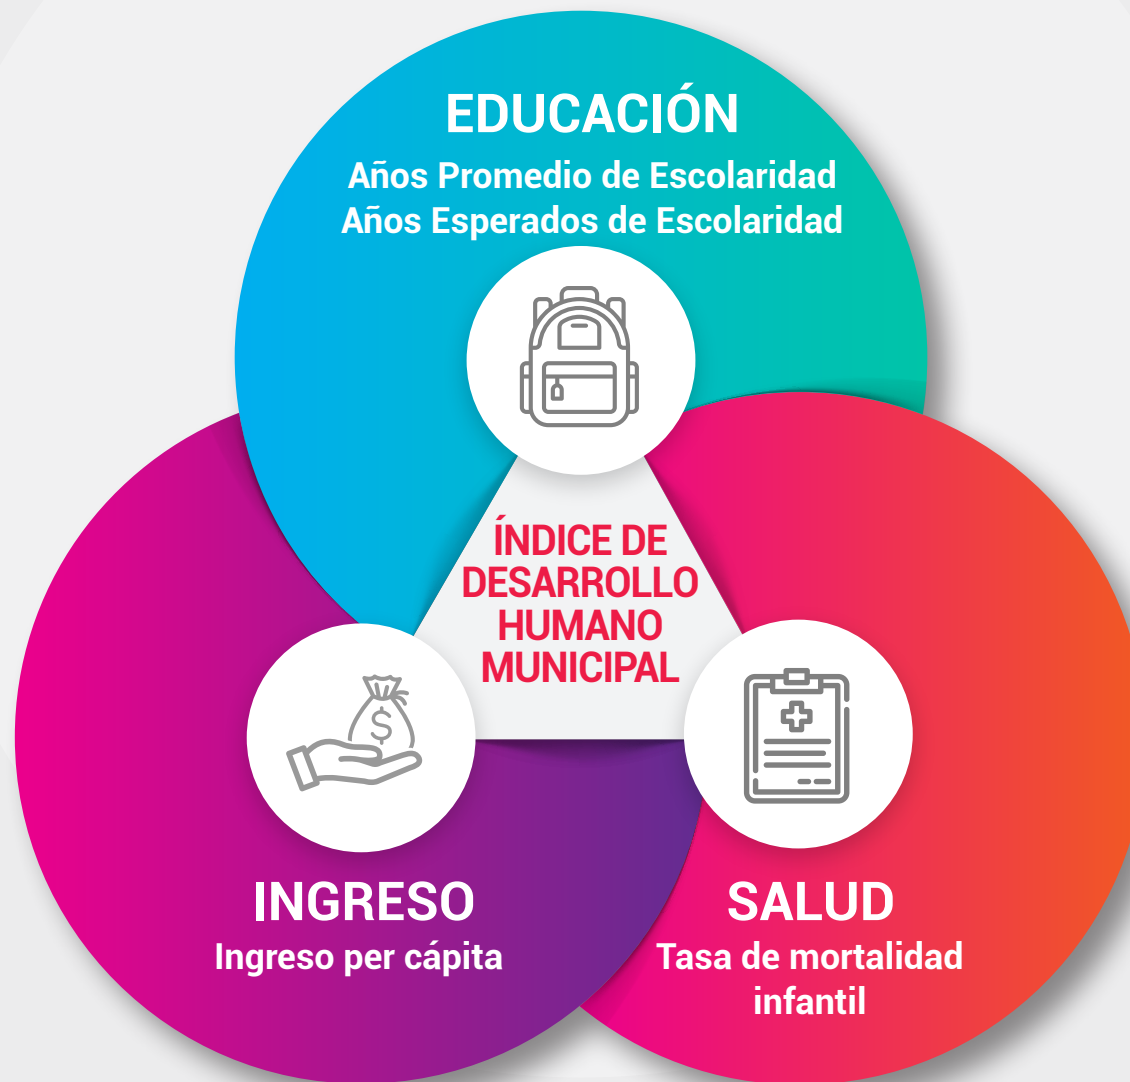 EDUCACIÓN
Años Promedio de Escolaridad
Años Esperados de Escolaridad
ÍNDICE DE
DESARROLLO
HUMANO
MUNICIPAL
$
INGRESO
Ingreso per cápita
SALUD
Tasa de mortalidad
infantil